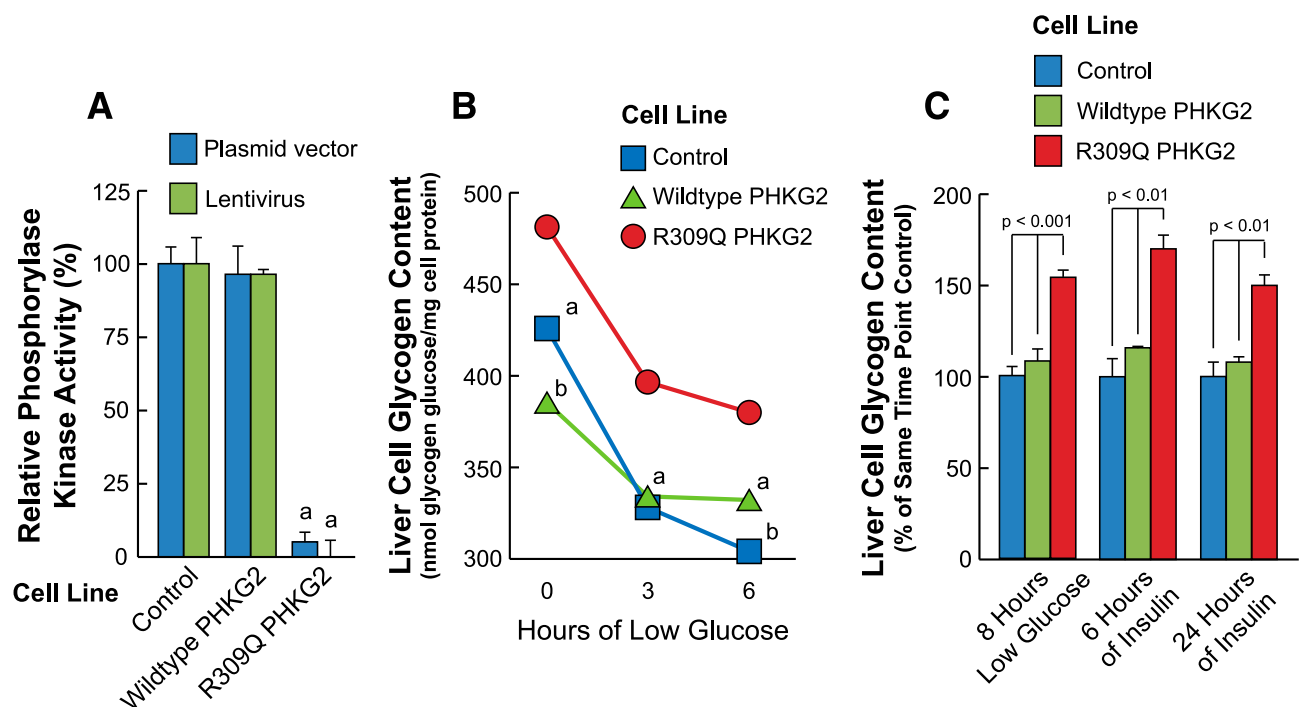 A
Plasmid vector
Lentivirus
Relative Phosphorylase
Kinase Activity (%)
125
100
75
50
25
0
a
a
Cell Line
Control
Wildtype PHKG2
R309Q PHKG2
B
Cell Line
Control
Wildtype PHKG2
R309Q PHKG2
Liver Cell Glycogen Content
(nmol glycogen glucose/mg cell protein)
500
450
400
350
300
a
b
a
a
b
0
3
6
Hours of Low Glucose
C
Cell Line
Control
Wildtype PHKG2
R309Q PHKG2
Liver Cell Glycogen Content
(% of Same Time Point Control)
200
150
100
50
0
p < 0.001
p < 0.01
p < 0.01
8 Hours
Low Glucose
6 Hours
of Insulin
24 Hours
of Insulin